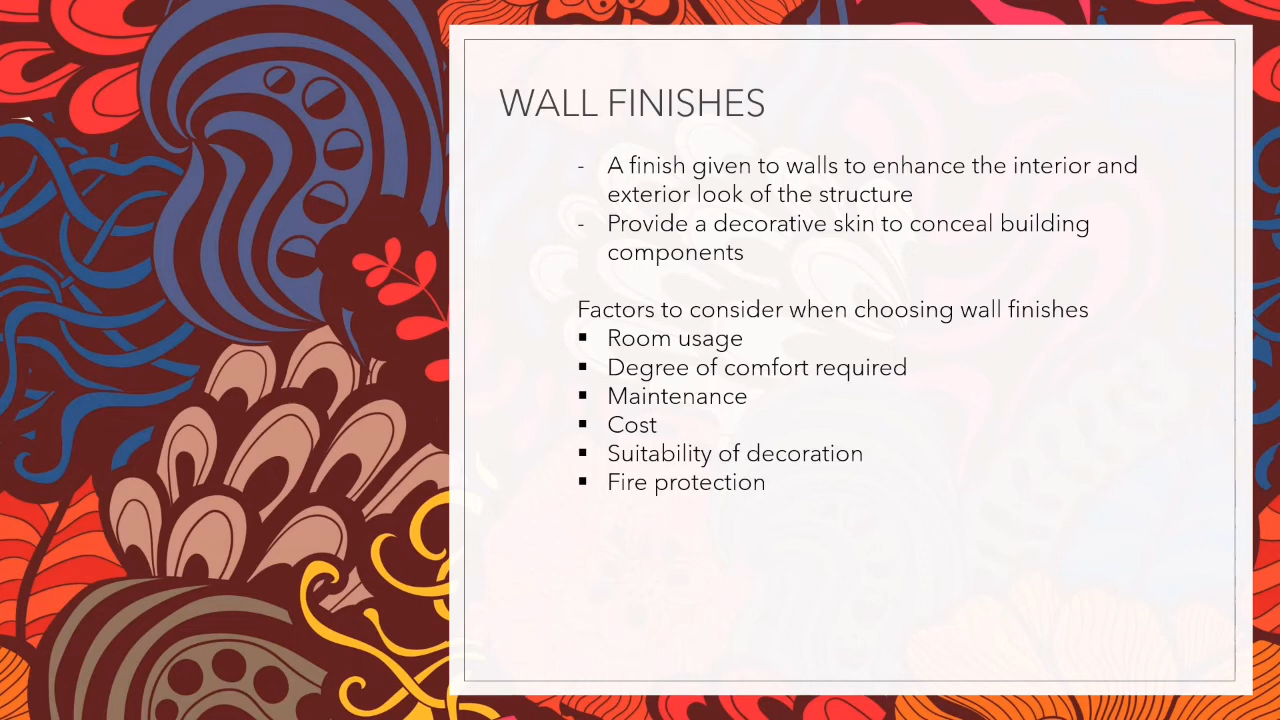 WALL FINISHES
- A finish given to walls to enhance the interior and
exterior look of the structure
- Provide a decorative skin to conceal building
components
Factors to consider when choosing wall finishes
▪ Room usage
▪ Degree of comfort required
▪ Maintenance
▪ Cost
▪ Suitability of decoration
▪ Fire protection